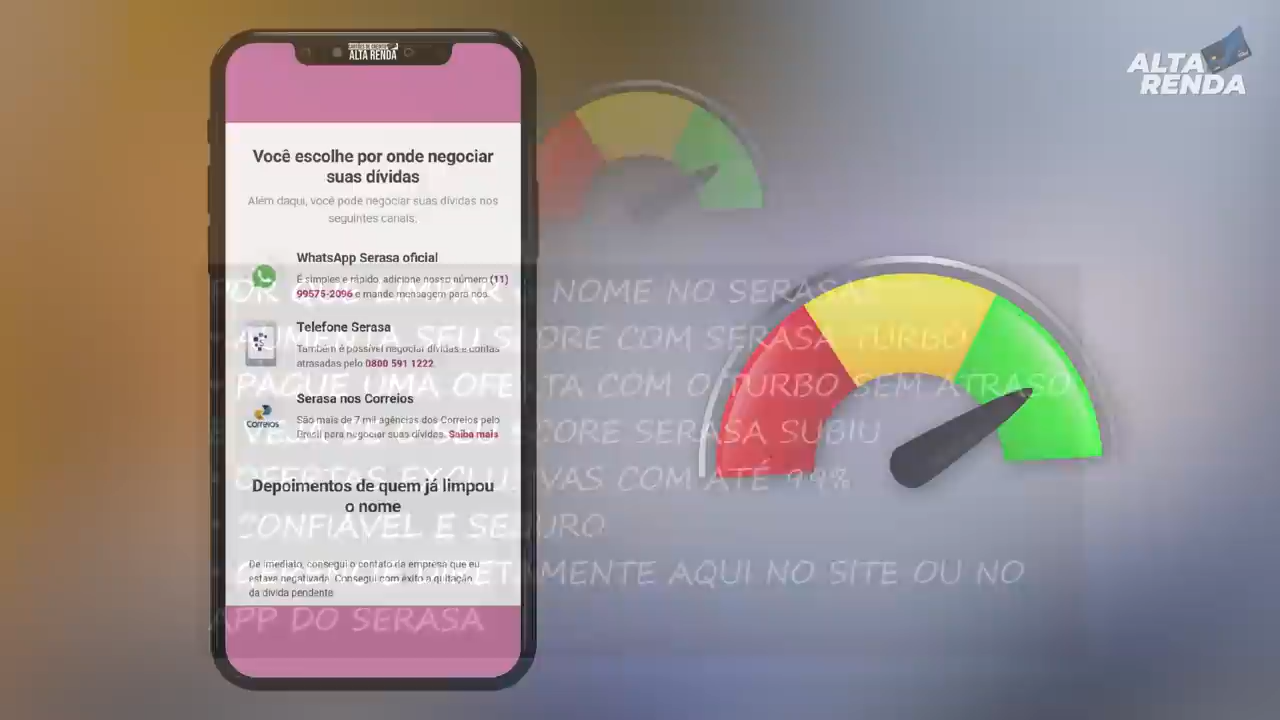 ALTA RENDA
ALTA
RENDA
Você escolhe por onde negociar
suas dívidas
Além daqui, você pode negociar suas dívidas nos
seguintes canais.
WhatsApp Serasa oficial
É simples e rápido, adicione nosso número (11)
99575-2096 e mande mensagem para nós.
Telefone Serasa
Também é possível negociar dívidas e contas
atrasadas pelo 0800 591 1222.
Serasa nos Correios
Correios
São mais de 7 mil agências dos Correios pelo
Brasil para negociar suas dívidas. Saiba mais
Depoimentos de quem já limpou
o nome
De imediato, consegui o contato da empresa que eu
estava negativada. Consegui com exito a quitação
da dívida pendente
POR NOME NO SERASA
• AUMENTA SEU SCORE COM SERASA TURBO
• PAGUE UMA OFERTA COM O TURBO SEM ATRASO
E VEJA SEU SCORE SERASA SUBIU
• OFERTAS EXCLUSIVAS COM ATÉ 99%
• CONFIÁVEL E SEGURO
AQUI NO SITE OU NO
APP DO SERASA